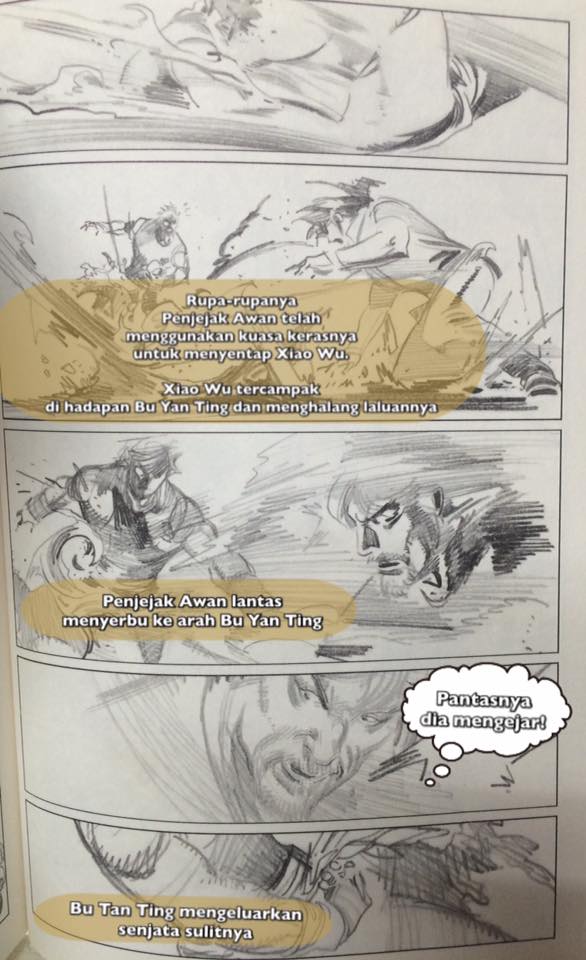 Rupa-rupanya
Penjejak Awan telah
menggunakan kuasa kerasnya
untuk menyentap Xiao Wu.
Xiao Wu tercampak
di hadapan Bu Yan Ting dan menghalang laluannya
Penjejak Awan lantas
menyerbu ke arah Bu Yan Ting
Pantasnya
dia mengejar!
Bu Tan Ting mengeluarkan
senjata sulitnya